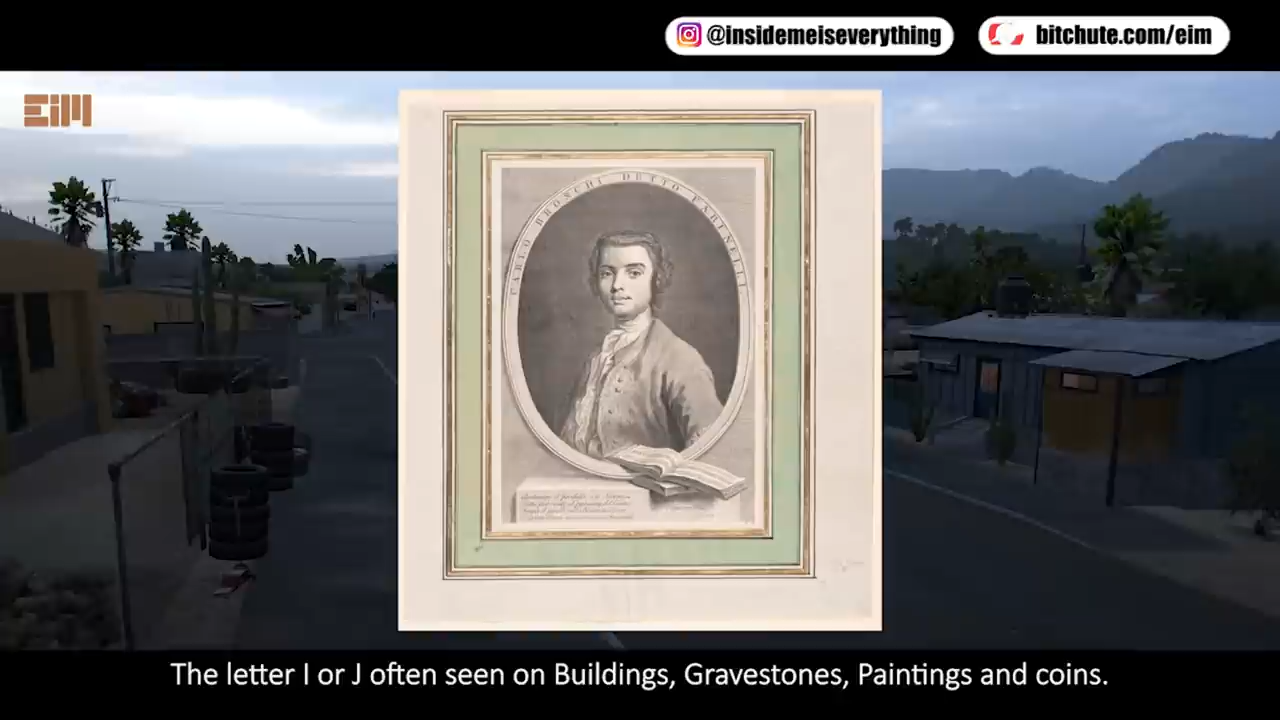 @insidemeiseverything
bitchute.com/eim
EIM
CARLO BROSCHI DETTO FARINELLI
The letter I or J often seen on Buildings, Gravestones, Paintings and coins.